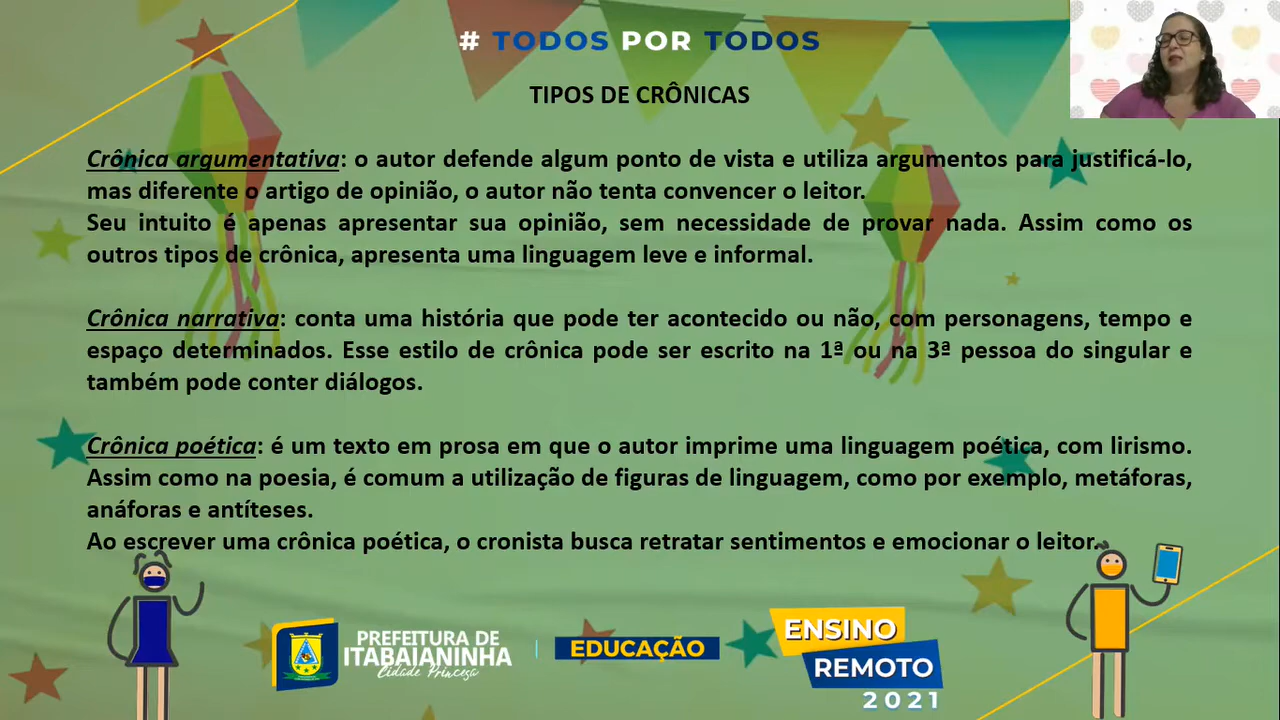 # TODOS POR TODOS
TIPOS DE CRÔNICAS
Crônica argumentativa: o autor defende algum ponto de vista e utiliza argumentos para justificá-lo,
mas diferente o artigo de opinião, o autor não tenta convencer o leitor.
Seu intuito é apenas apresentar sua opinião, sem necessidade de provar nada. Assim como os
outros tipos de crônica, apresenta uma linguagem leve e informal.
Crônica narrativa: conta uma história que pode ter acontecido ou não, com personagens, tempo e
espaço determinados. Esse estilo de crônica pode ser escrito na 1ª ou na 3ª pessoa do singular e
também pode conter diálogos.
Crônica poética: é um texto em prosa em que o autor imprime uma linguagem poética, com lirismo.
Assim como na poesia, é comum a utilização de figuras de linguagem, como por exemplo, metáforas,
anáforas e antíteses.
Ao escrever uma crônica poética, o cronista busca retratar sentimentos e emocionar o leitor.
PREFEITURA DE
ITABAIANINHA
Cidade Princesa
EDUCAÇÃO
ENSINO
REMOTO
2021